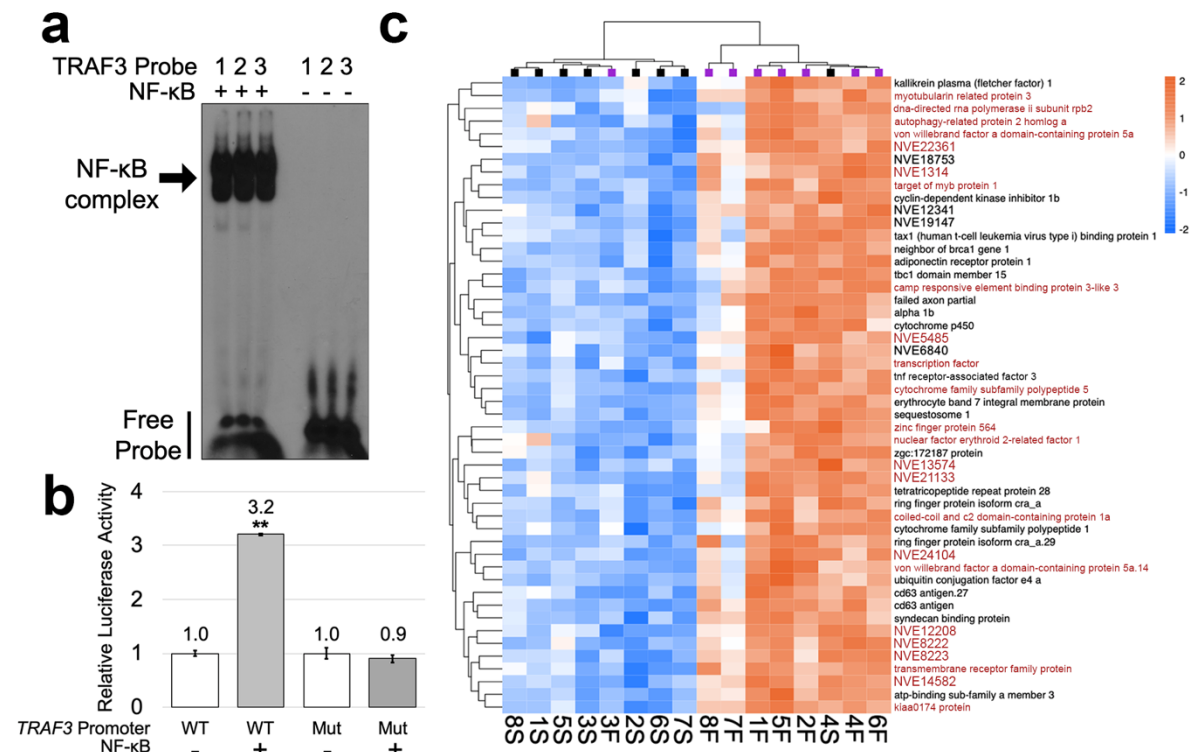 a
TRAF3 Probe 1 2 3 1 2 3
NF-κB + + + - - -
NF-κB
complex
Free
Probe
b
Relative Luciferase Activity
4
3
2
1
0
1.0
3.2
**
1.0
0.9
TRAF3 Promoter WT WT Mut Mut
NF-κB - + - +
c
kallikrein plasma (fletcher factor) 1
myotubularin related protein 3
dna-directed rna polymerase ii subunit rpb2
autophagy-related protein 2 homlog a
von willebrand factor a domain-containing protein 5a
NVE22361
NVE18753
NVE1314
target of myb protein 1
cyclin-dependent kinase inhibitor 1b
NVE12341
NVE19147
tax1 (human t-cell leukemia virus type i) binding protein 1
neighbor of brca1 gene 1
adiponectin receptor protein 1
tbc1 domain member 15
camp responsive element binding protein 3-like 3
failed axon partial
alpha 1b
cytochrome p450
NVE5485
NVE6840
transcription factor
tnf receptor-associated factor 3
cytochrome family subfamily polypeptide 5
erythrocyte band 7 integral membrane protein
sequestosome 1
zinc finger protein 564
nuclear factor erythroid 2-related factor 1
zgc:172187 protein
NVE13574
NVE21133
tetratricopeptide repeat protein 28
ring finger protein isoform cra_a
coiled-coil and c2 domain-containing protein 1a
cytochrome family subfamily polypeptide 1
ring finger protein isoform cra_a.29
NVE24104
von willebrand factor a domain-containing protein 5a.14
ubiquitin conjugation factor e4 a
cd63 antigen.27
cd63 antigen
syndecan binding protein
NVE12208
NVE8222
NVE8223
transmembrane receptor family protein
NVE14582
atp-binding sub-family a member 3
kiaa0174 protein
8S 1S 5S 3S 3F 2S 6S 7S 8F 7F 1F 5F 2F 4S 4F 6F
2
1
0
-1
-2